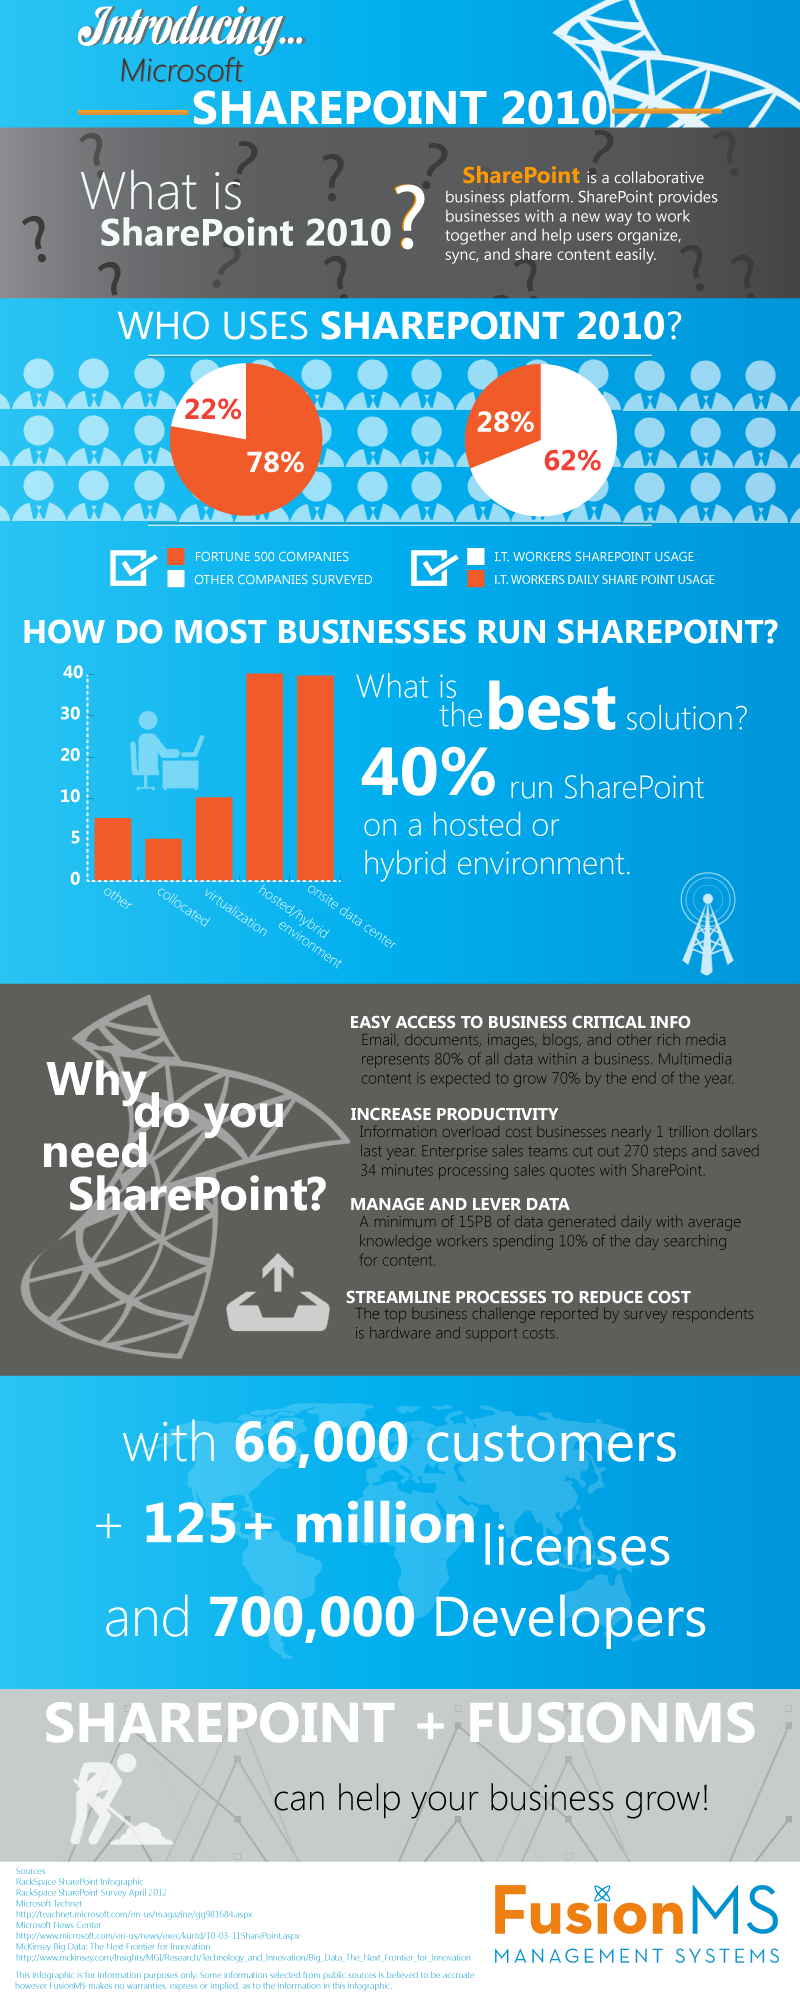 Introducing...
Microsoft
SHAREPOINT 2010
What is
SharePoint 2010?
SharePoint is a collaborative
business platform. SharePoint provides
businesses with a new way to work
together and help users organize,
sync, and share content easily.
WHO USES SHAREPOINT 2010?
22%
78%
28%
62%
FORTUNE 500 COMPANIES
OTHER COMPANIES SURVEYED
I.T. WORKERS SHAREPOINT USAGE
I.T. WORKERS DAILY SHARE POINT USAGE
HOW DO MOST BUSINESSES RUN SHAREPOINT?
40
30
20
10
5
0
other
collocated
virtualization
hosted/hybrid
environment
onsite data center
What is
the best solution?
40% run SharePoint
on a hosted or
hybrid environment.
Why
do you
need
SharePoint?
EASY ACCESS TO BUSINESS CRITICAL INFO
Email, documents, images, blogs, and other rich media
represents 80% of all data within a business. Multimedia
content is expected to grow 70% by the end of the year.
INCREASE PRODUCTIVITY
Information overload cost businesses nearly 1 trillion dollars
last year. Enterprise sales teams cut out 270 steps and saved
34 minutes processing sales quotes with SharePoint.
MANAGE AND LEVER DATA
A minimum of 15PB of data generated daily with average
knowledge workers spending 10% of the day searching
for content.
STREAMLINE PROCESSES TO REDUCE COST
The top business challenge reported by survey respondents
is hardware and support costs.
with 66,000 customers
+ 125+ million licenses
and 700,000 Developers
SHAREPOINT + FUSIONMS
can help your business grow!
Sources
RackSpace SharePoint Infographic
RackSpace SharePoint Survey April 2012
Microsoft Technet
http://teachnet.microsoft.com/en-us/magazine/gg981684.aspx
Microsoft News Center
http://www.microsoft.com/en-us/news/exec/kurtd/10-03-11SharePoint.aspx
McKinsey Big Data; The Next Frontier for Innovation
http://www.mckinsey.com/Insights/MGI/Research/Technology_and_Innovation/Big_Data_The_Next_Frontier_for_innovation
This infographic is for information purposes only. Some information selected from public sources is believed to be accruate
however FusionMS makes no warranties, express or implied, as to the information in this infographic.
FusionMS
MANAGEMENT SYSTEMS